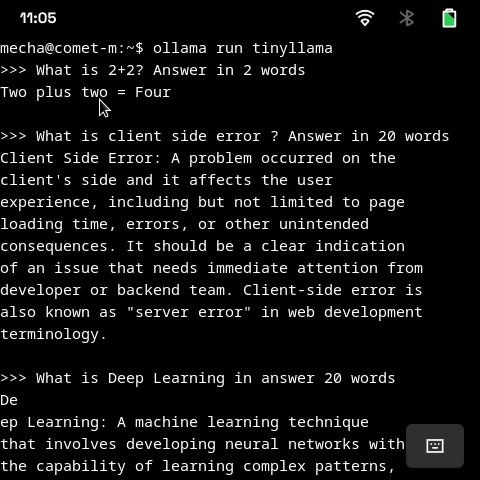 11:05
mecha@comet-m:~$ ollama run tinyllama
>>> What is 2+2? Answer in 2 words
Two plus two = Four
>>> What is client side error ? Answer in 20 words
Client Side Error: A problem occurred on the
client's side and it affects the user
experience, including but not limited to page
loading time, errors, or other unintended
consequences. It should be a clear indication
of an issue that needs immediate attention from
developer or backend team. Client-side error is
also known as "server error" in web development
terminology.
>>> What is Deep Learning in answer 20 words
De
ep Learning: A machine learning technique
that involves developing neural networks with
the capability of learning complex patterns,